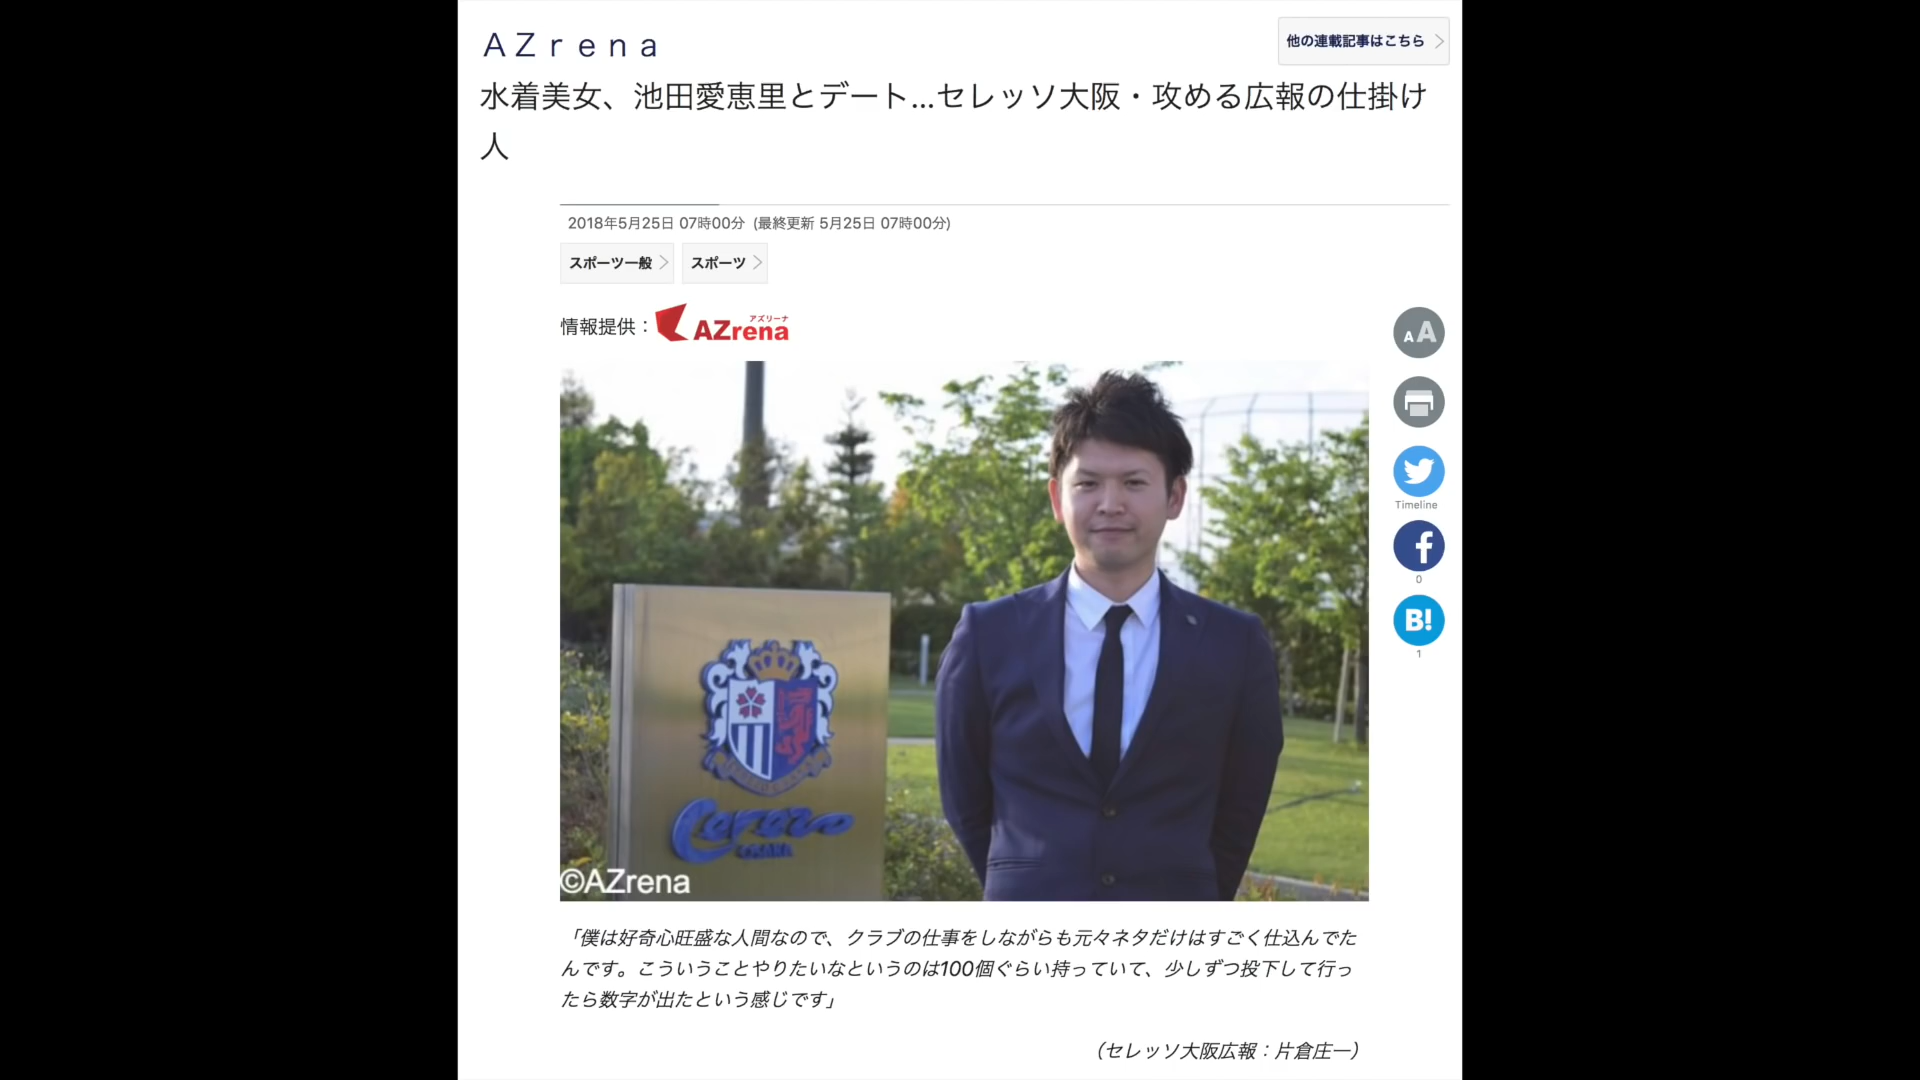 ＡＺｒｅｎａ
他の連載記事はこちら
水着美女、池田愛恵里とデート...セレッソ大阪・攻める広報の仕掛け
人
2018年5月25日 07時00分 (最終更新 5月25日 07時00分)
スポーツ一般
スポーツ
情報提供：
アズリーナ
AZrena
AA
Timeline
0
B!
1
Cerezo
OSAKA
©AZrena
「僕は好奇心旺盛な人間なので、クラブの仕事をしながらも元々ネタだけはすごく仕込んでた
んです。こういうことやりたいなというのは100個ぐらい持っていて、少しずつ投下して行っ
たら数字が出たという感じです」
（セレッソ大阪広報：片倉庄一）